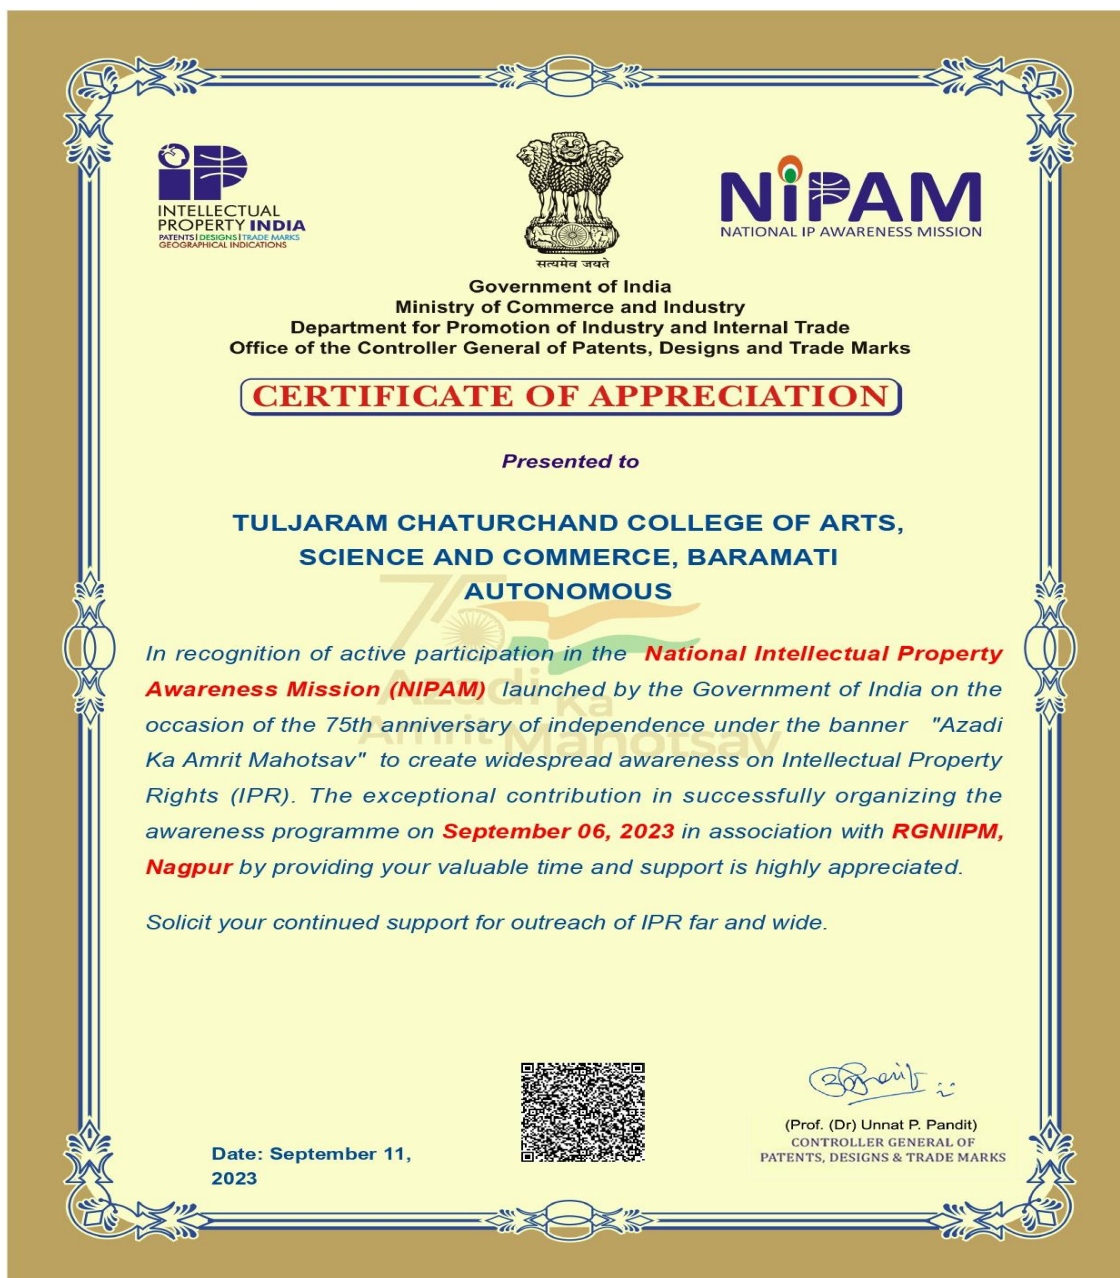 INTELLECTUAL
PROPERTY INDIA
PATENTS|DESIGNS|TRADE MARKS
GEOGRAPHICAL INDICATIONS
सत्यमेव जयते
NiPAM
NATIONAL IP AWARENESS MISSION
Government of India
Ministry of Commerce and Industry
Department for Promotion of Industry and Internal Trade
Office of the Controller General of Patents, Designs and Trade Marks
CERTIFICATE OF APPRECIATION
Presented to
TULJARAM CHATURCHAND COLLEGE OF ARTS,
SCIENCE AND COMMERCE, BARAMATI
AUTONOMOUS
75
Azadi Ka
Amrit Mahotsav
In recognition of active participation in the National Intellectual Property
Awareness Mission (NIPAM) launched by the Government of India on the
occasion of the 75th anniversary of independence under the banner "Azadi
Ka Amrit Mahotsav" to create widespread awareness on Intellectual Property
Rights (IPR). The exceptional contribution in successfully organizing the
awareness programme on September 06, 2023 in association with RGNIIPM,
Nagpur by providing your valuable time and support is highly appreciated.
Solicit your continued support for outreach of IPR far and wide.
(Prof. (Dr) Unnat P. Pandit)
CONTROLLER GENERAL OF
PATENTS, DESIGNS & TRADE MARKS
Date: September 11,
2023